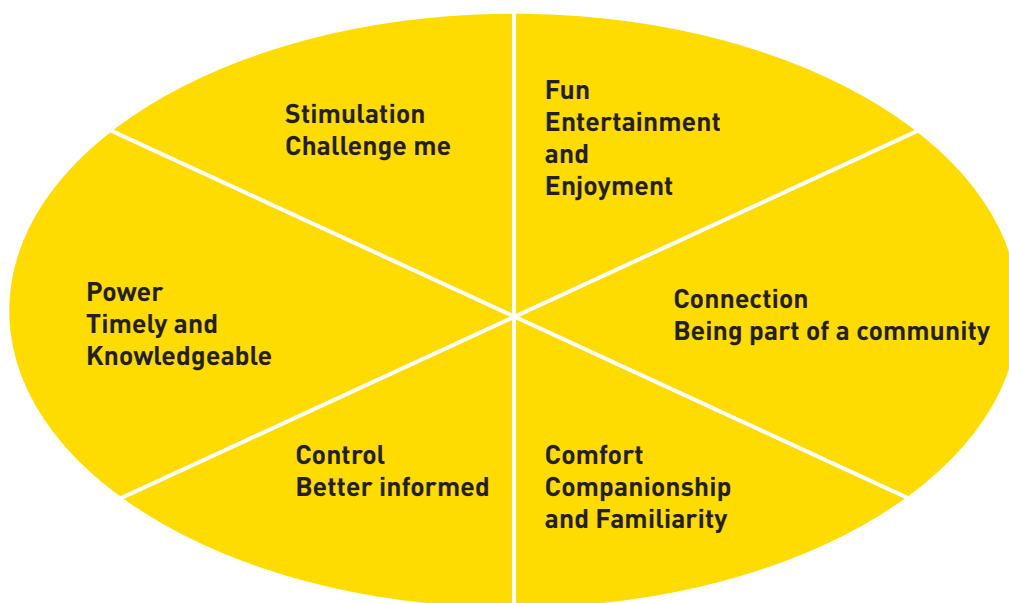 Stimulation
Challenge me
Fun
Entertainment
and
Enjoyment
Power
Timely and
Knowledgeable
Connection
Being part of a community
Control
Better informed
Comfort
Companionship
and Familiarity